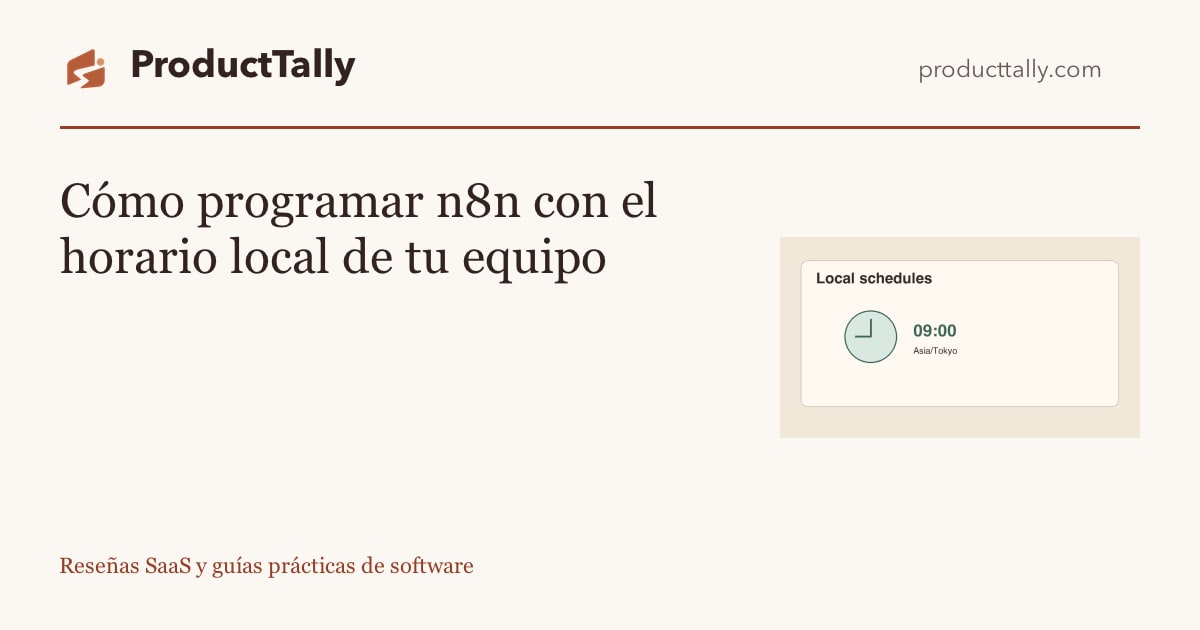 ProductTally
producttally.com
Cómo programar n8n con el
horario local de tu equipo
Local schedules
09:00
Asia/Tokyo
Reseñas SaaS y guías prácticas de software